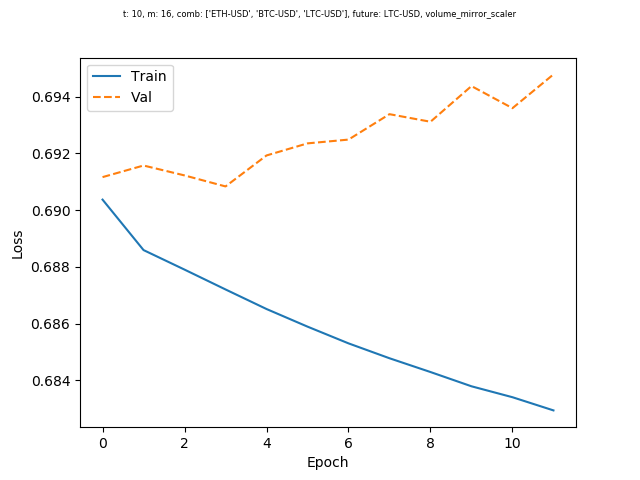 t: 10, m: 16, comb: ['ETH-USD', 'BTC-USD', 'LTC-USD'], future: LTC-USD, volume_mirror_scaler
Train
Val
0.694
0.692
0.690
0.688
0.686
0.684
Loss
0 2 4 6 8 10
Epoch